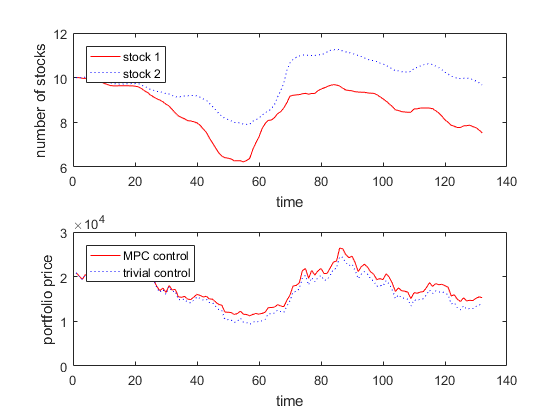 12
10
8
6
number of stocks
stock 1
stock 2
0 20 40 60 80 100 120 140
time
×10^4
3
2
1
0
portfolio price
MPC control
trivial control
0 20 40 60 80 100 120 140
time